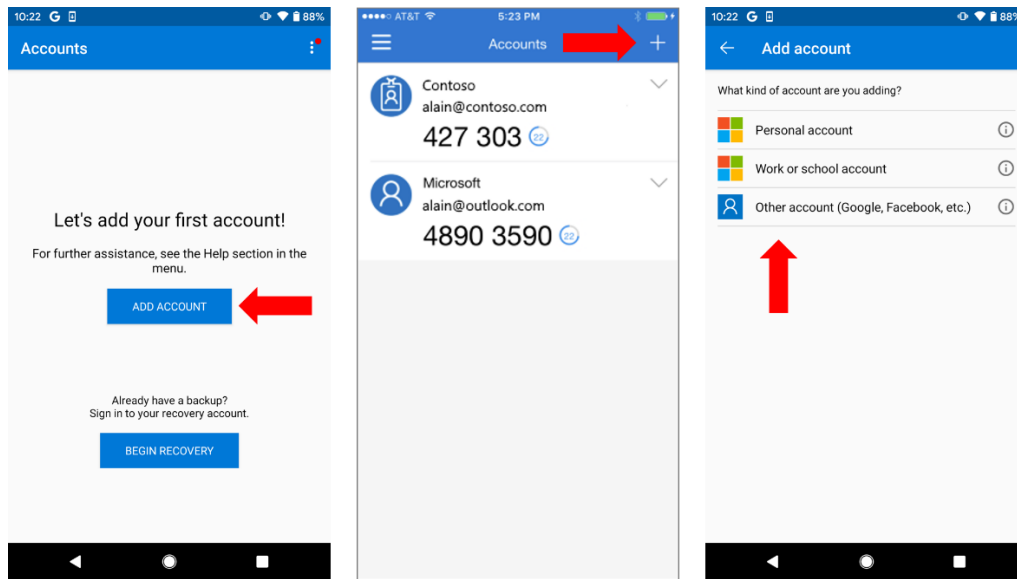 10:22 G 88%
Accounts
Let's add your first account!
For further assistance, see the Help section in the
menu.
ADD ACCOUNT
Already have a backup?
Sign in to your recovery account.
BEGIN RECOVERY
AT&T 5:23 PM
Accounts
Contoso
alain@contoso.com
427 303 22
Microsoft
alain@outlook.com
4890 3590 22
10:22 G 88%
Add account
What kind of account are you adding?
Personal account
Work or school account
Other account (Google, Facebook, etc.)